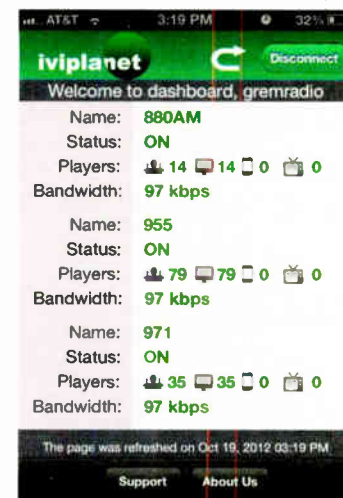 AT&T 3:19 PM 32%
iviplanet Disconnect
Welcome to dashboard, gremradio
Name: 880AM
Status: ON
Players: 14 14 0 0
Bandwidth: 97 kbps
Name: 955
Status: ON
Players: 79 79 0 0
Bandwidth: 97 kbps
Name: 971
Status: ON
Players: 35 35 0 0
Bandwidth: 97 kbps
The page was refreshed on Oct 19, 2012 03:19 PM
Support About Us